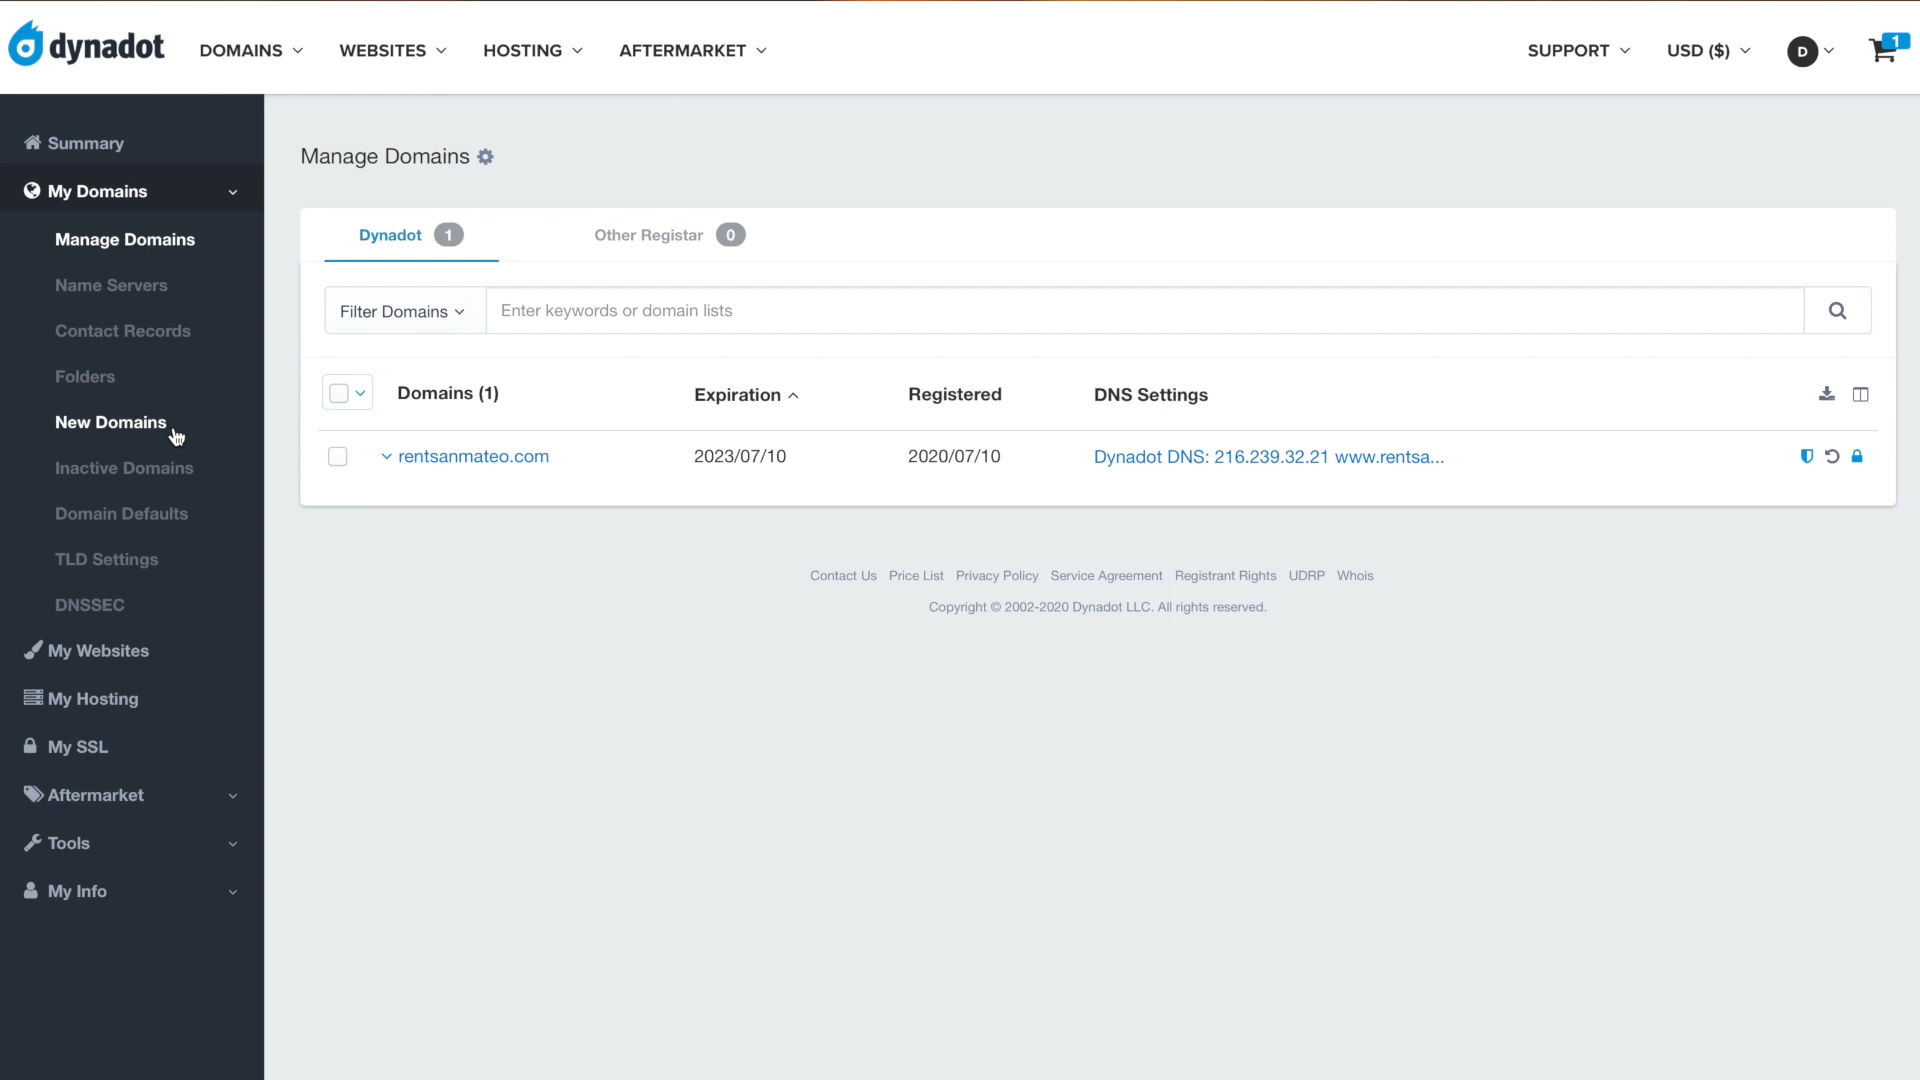 dynadot DOMAINS WEBSITES HOSTING AFTERMARKET SUPPORT USD ($) D 1
Summary
My Domains
Manage Domains
Name Servers
Contact Records
Folders
New Domains
Inactive Domains
Domain Defaults
TLD Settings
DNSSEC
My Websites
My Hosting
My SSL
Aftermarket
Tools
My Info
Manage Domains
Dynadot 1 Other Registar 0
Filter Domains Enter keywords or domain lists
Domains (1) Expiration Registered DNS Settings
rentsanmateo.com 2023/07/10 2020/07/10 Dynadot DNS: 216.239.32.21 www.rentsa...
Contact Us Price List Privacy Policy Service Agreement Registrant Rights UDRP Whois
Copyright © 2002-2020 Dynadot LLC. All rights reserved.